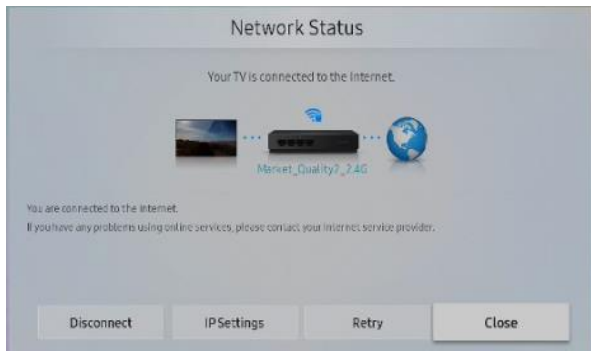 Network Status
Your TV is connected to the Internet.
Market_Quality2_2.4G
You are connected to the Internet.
If you have any problems using online services, please contact your Internet service provider.
Disconnect
IP Settings
Retry
Close